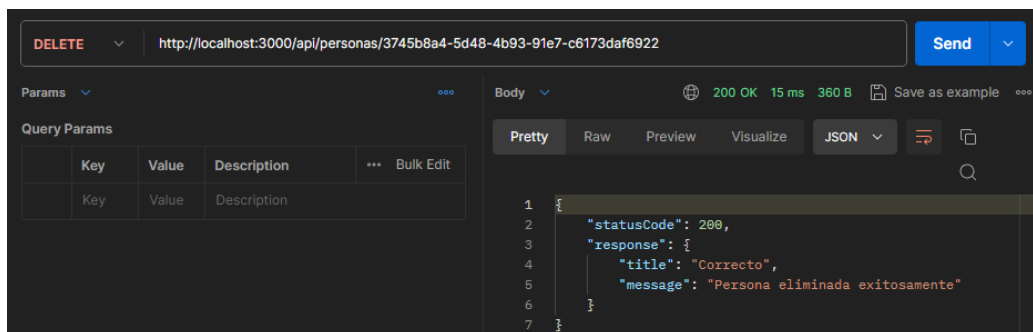 DELETE http://localhost:3000/api/personas/3745b8a4-5d48-4b93-91e7-c6173daf6922 Send
Params
Query Params
Key Value Description ••• Bulk Edit
Key Value Description
Body 200 OK 15 ms 360 B Save as example
Pretty Raw Preview Visualize JSON
1 {
2 "statusCode": 200,
3 "response": {
4 "title": "Correcto",
5 "message": "Persona eliminada exitosamente"
6 }
7 }